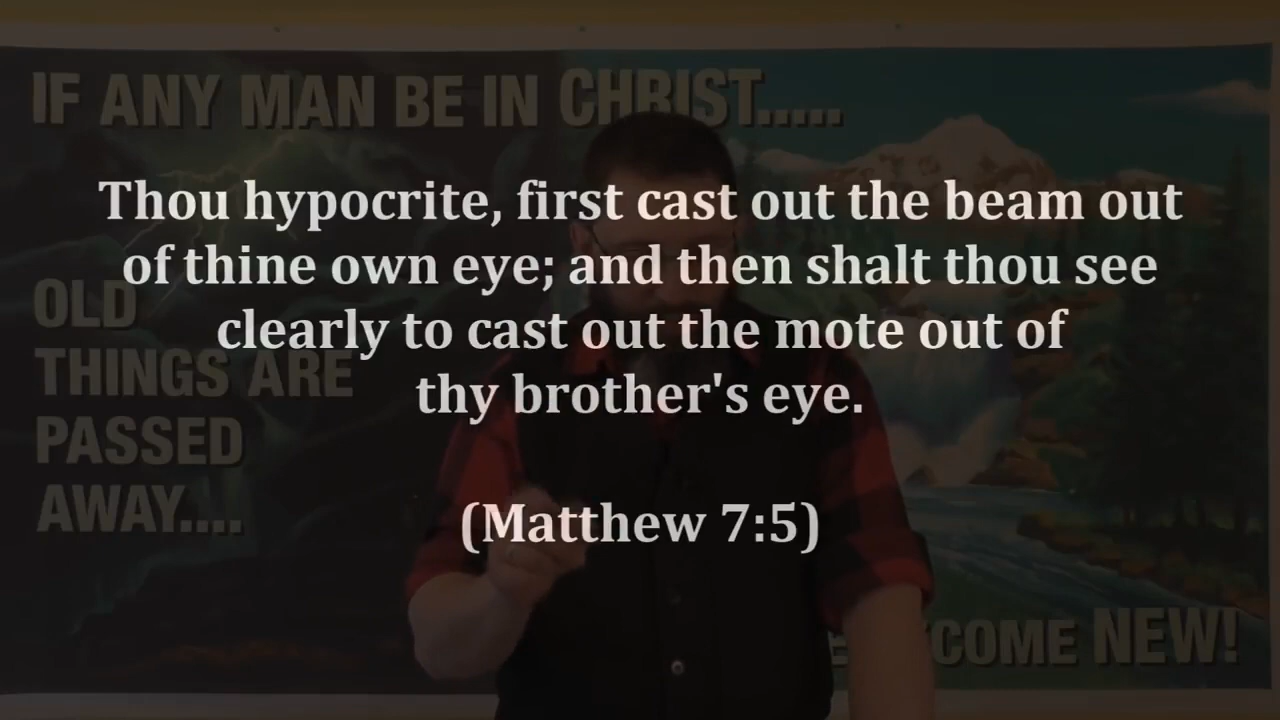 IF ANY MAN BE IN CHRIST.....
Thou hypocrite, first cast out the beam out
of thine own eye; and then shalt thou see
clearly to cast out the mote out of
thy brother's eye.
(Matthew 7:5)
OLD
THINGS ARE
PASSED
AWAY....
COME NEW!